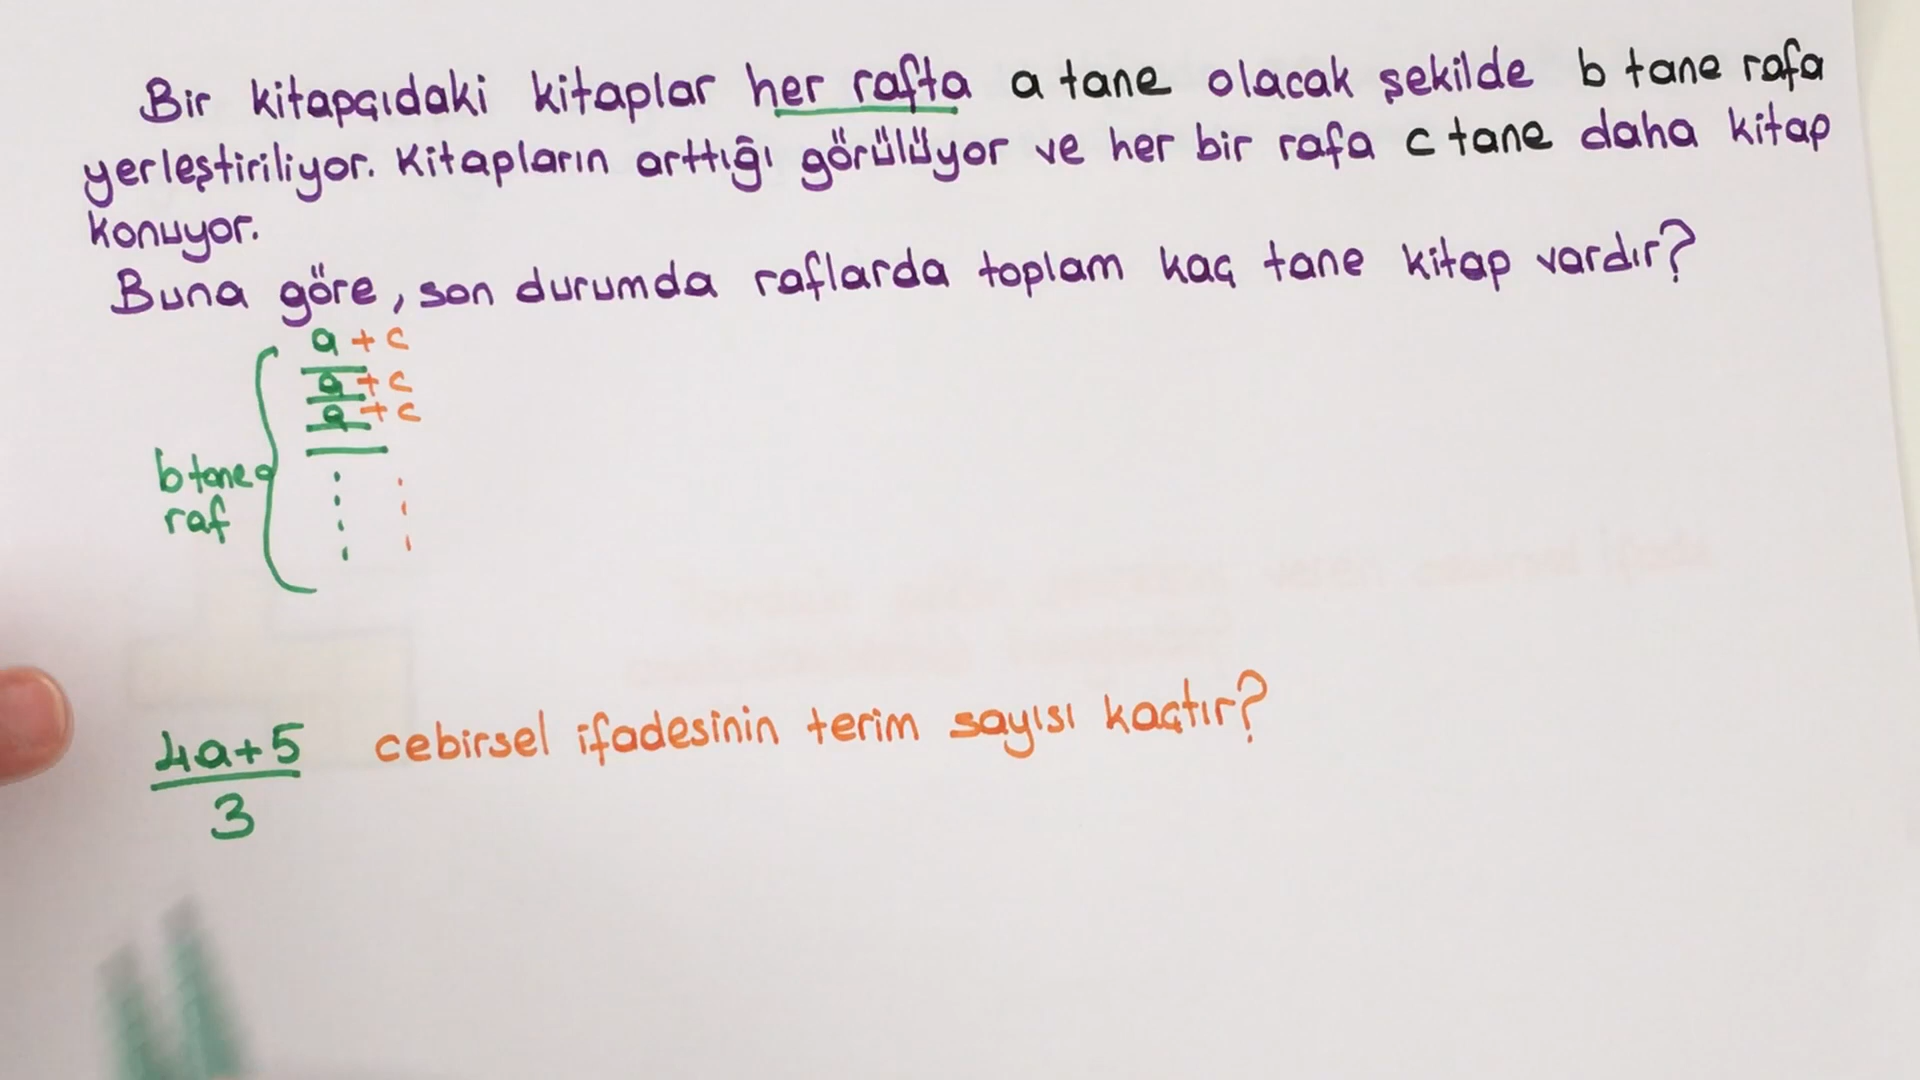 Bir kitapçıdaki kitaplar her rafta a tane olacak şekilde b tane rafa
yerleştiriliyor. Kitapların arttığı görülüyor ve her bir rafa c tane daha kitap
konuyor.
Buna göre, son durumda raflarda toplam kaç tane kitap vardır?
a + c
a + c
a + c
b tane
raf
4a+5
3
cebirsel ifadesinin terim sayısı kaçtır?